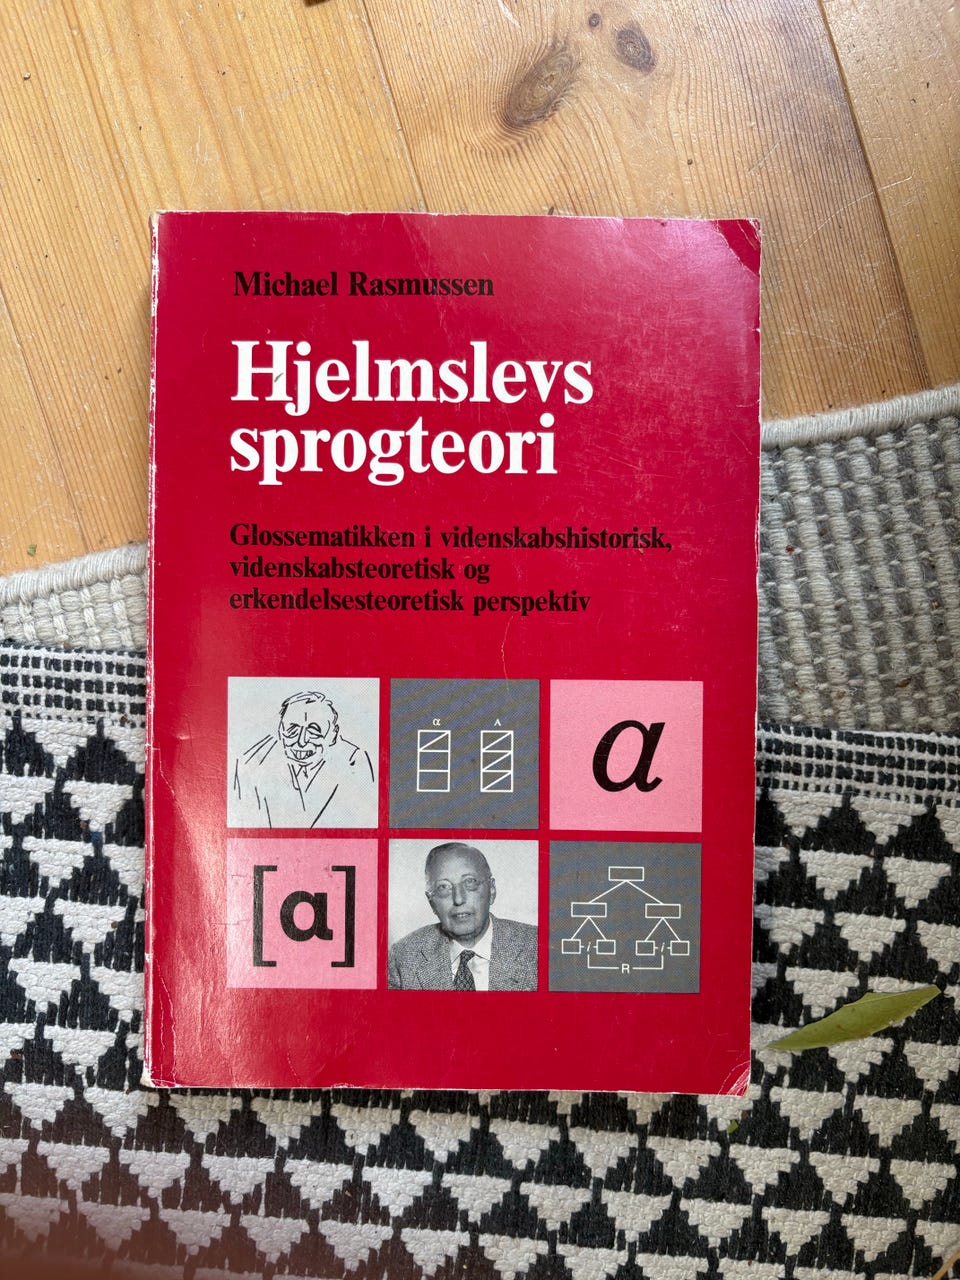 Michael Rasmussen
Hjelmslevs
sprogteori
Glossematikken i videnskabshistorisk,
videnskabsteoretisk og
erkendelsesteoretisk perspektiv
α A
a
[a]
i i
R